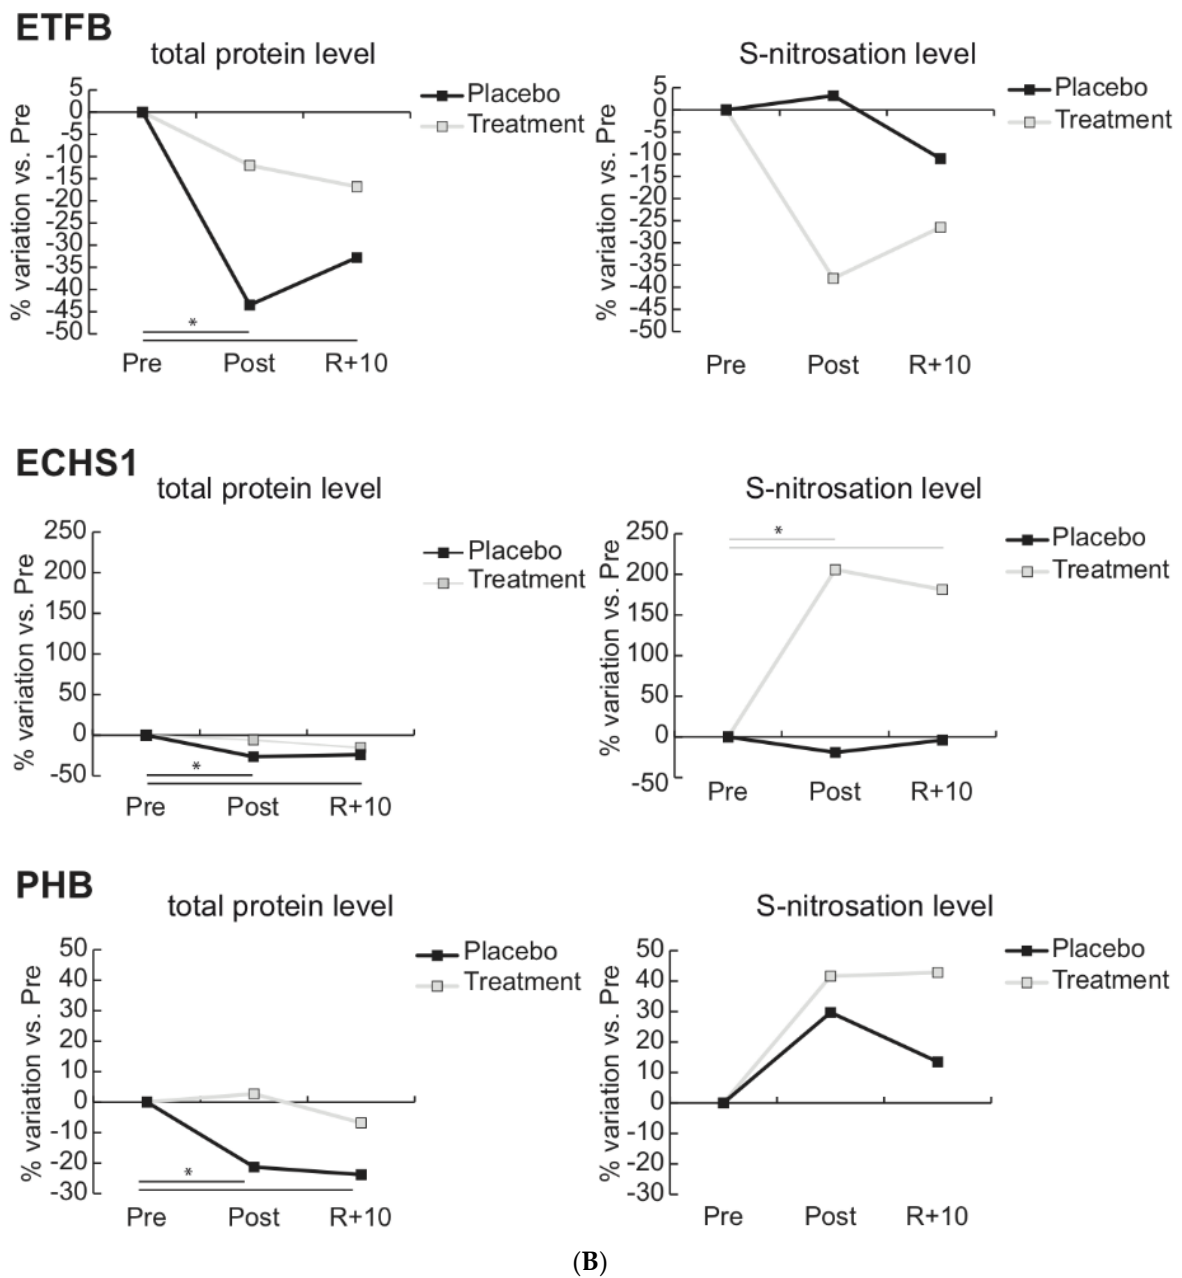 ETFB
total protein level
S-nitrosation level
% variation vs. Pre
5
0
-5
-10
-15
-20
-25
-30
-35
-40
-45
-50
Placebo
Treatment
*
Pre Post R+10
% variation vs. Pre
5
0
-5
-10
-15
-20
-25
-30
-35
-40
-45
-50
Placebo
Treatment
Pre Post R+10
ECHS1
total protein level
S-nitrosation level
% variation vs. Pre
250
200
150
100
50
0
-50
Placebo
Treatment
*
Pre Post R+10
% variation vs. Pre
250
200
150
100
50
0
-50
*
Placebo
Treatment
Pre Post R+10
PHB
total protein level
S-nitrosation level
% variation vs. Pre
50
40
30
20
10
0
-10
-20
-30
Placebo
Treatment
*
Pre Post R+10
% variation vs. Pre
50
40
30
20
10
0
-10
-20
-30
Placebo
Treatment
Pre Post R+10
(B)